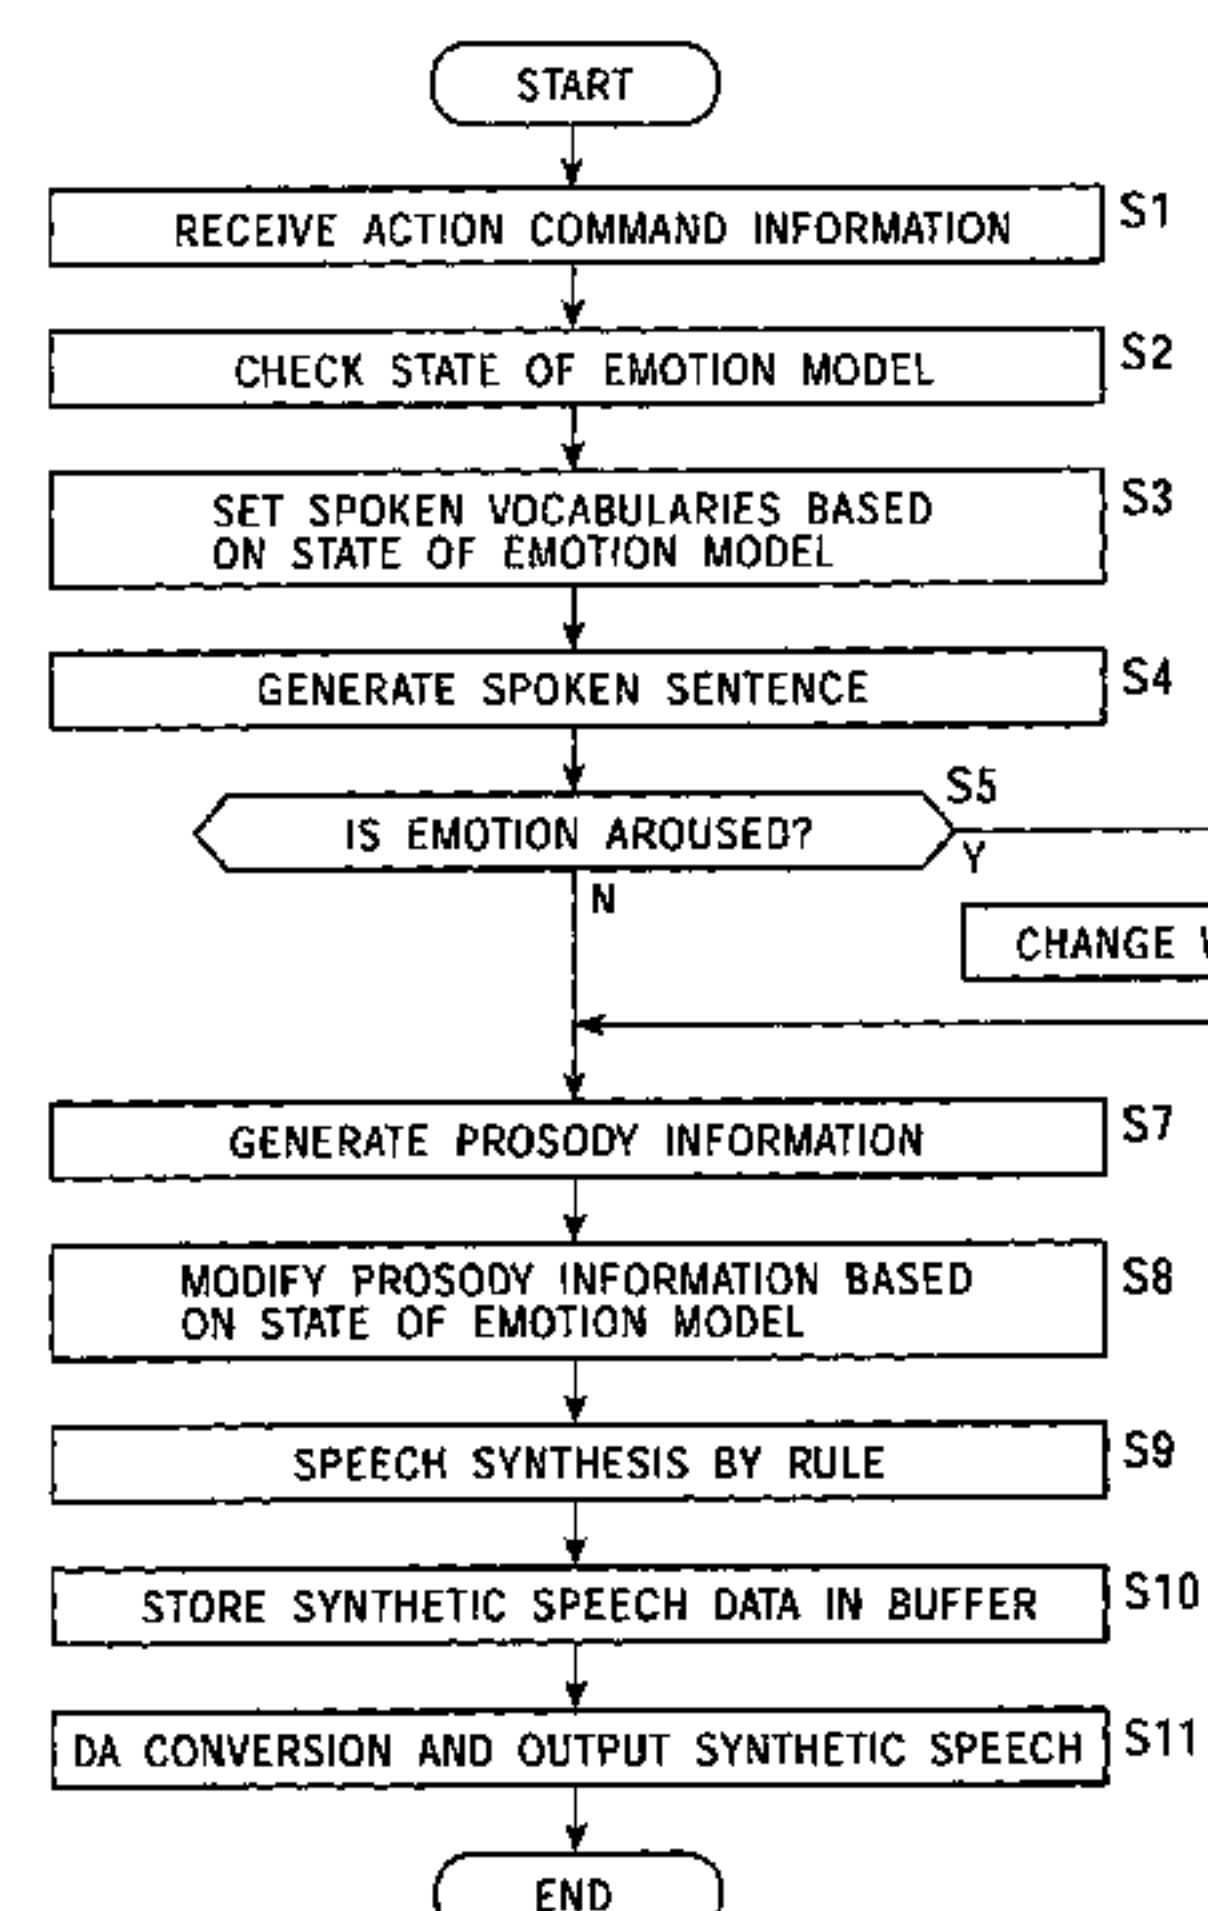 START
RECEIVE ACTION COMMAND INFORMATION
S1
CHECK STATE OF EMOTION MODEL
S2
SET SPOKEN VOCABULARIES BASED
ON STATE OF EMOTION MODEL
S3
GENERATE SPOKEN SENTENCE
S4
S5
IS EMOTION AROUSED?
Y
N
CHANGE
GENERATE PROSODY INFORMATION
S7
MODIFY PROSODY INFORMATION BASED
ON STATE OF EMOTION MODEL
S8
SPEECH SYNTHESIS BY RULE
S9
STORE SYNTHETIC SPEECH DATA IN BUFFER
S10
DA CONVERSION AND OUTPUT SYNTHETIC SPEECH
S11
END